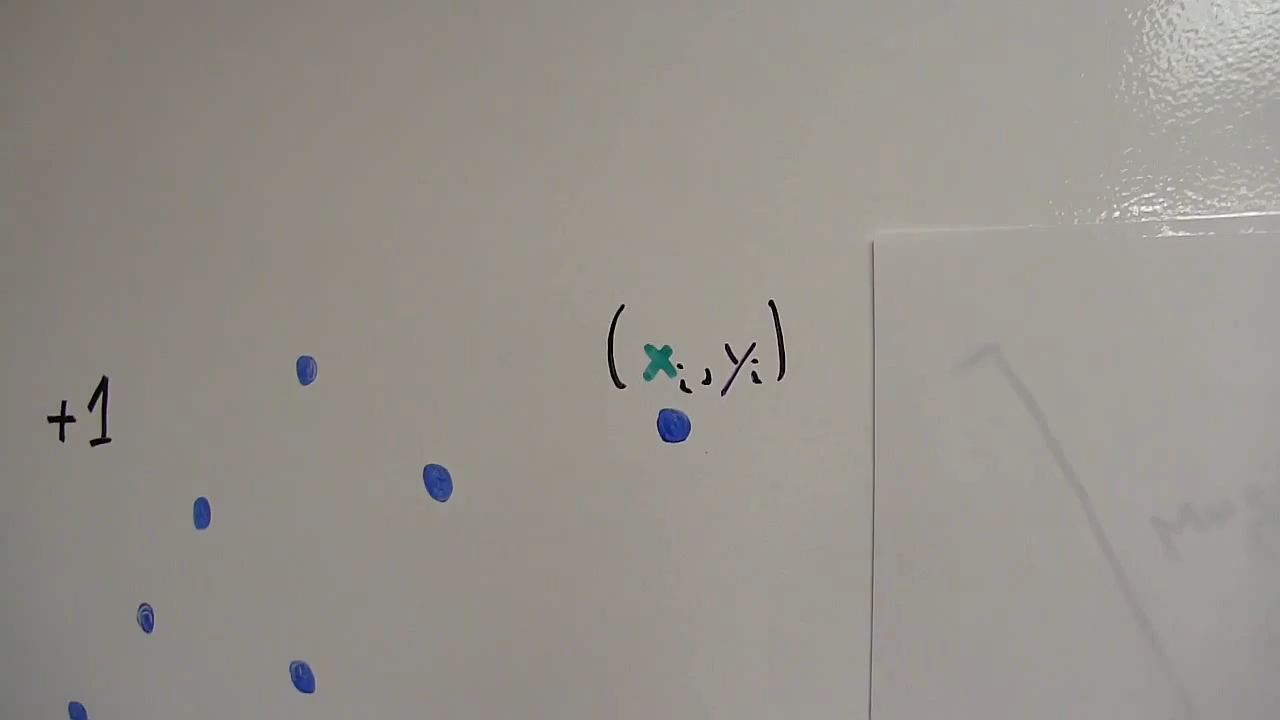 (xᵢ, yᵢ)
+1